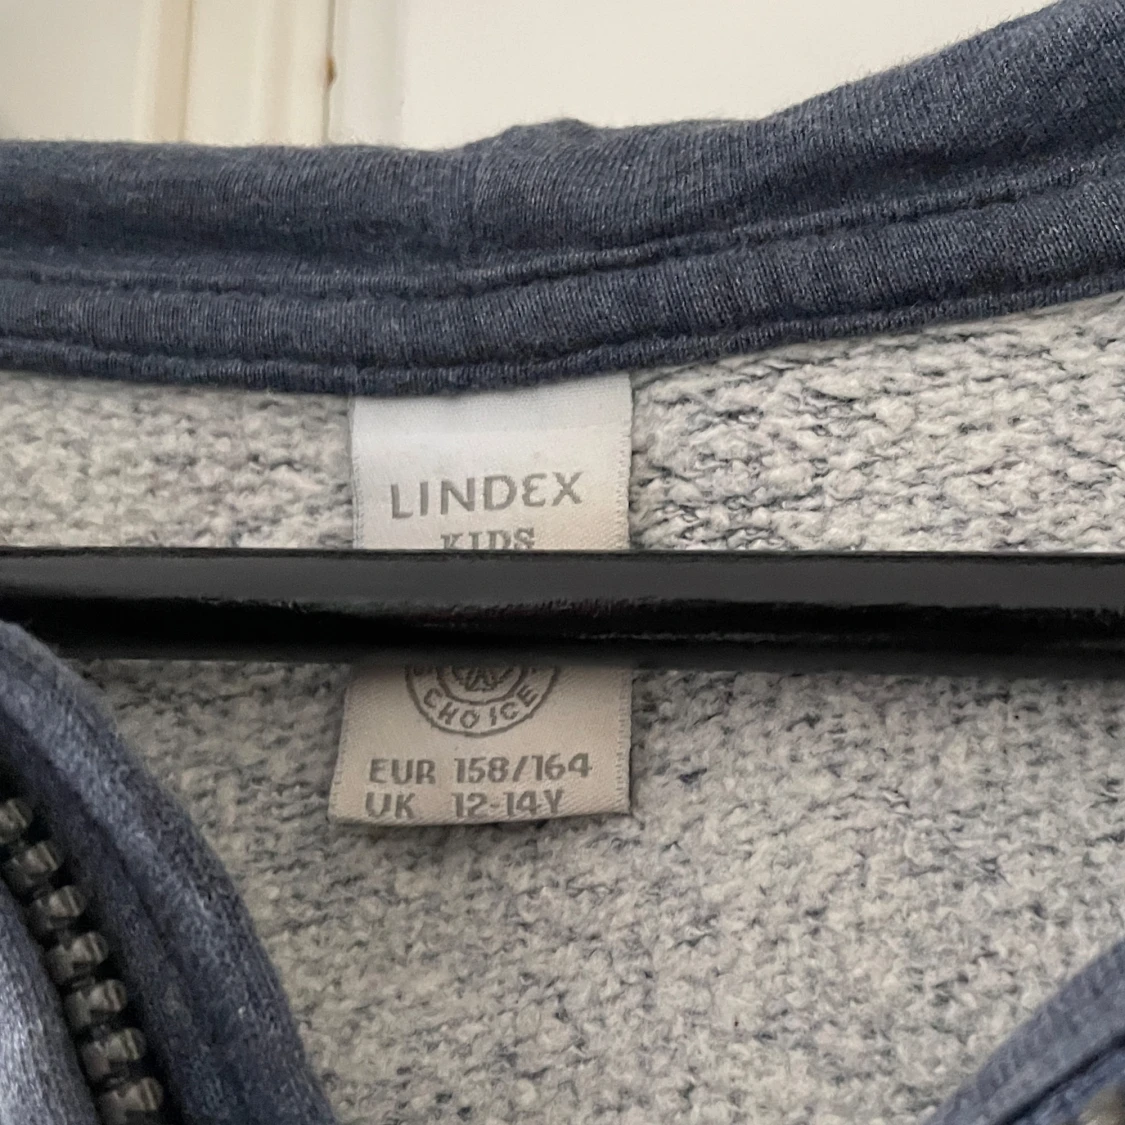 LINDEX
KIDS
CHOICE
EUR 158/164
UK 12-14Y